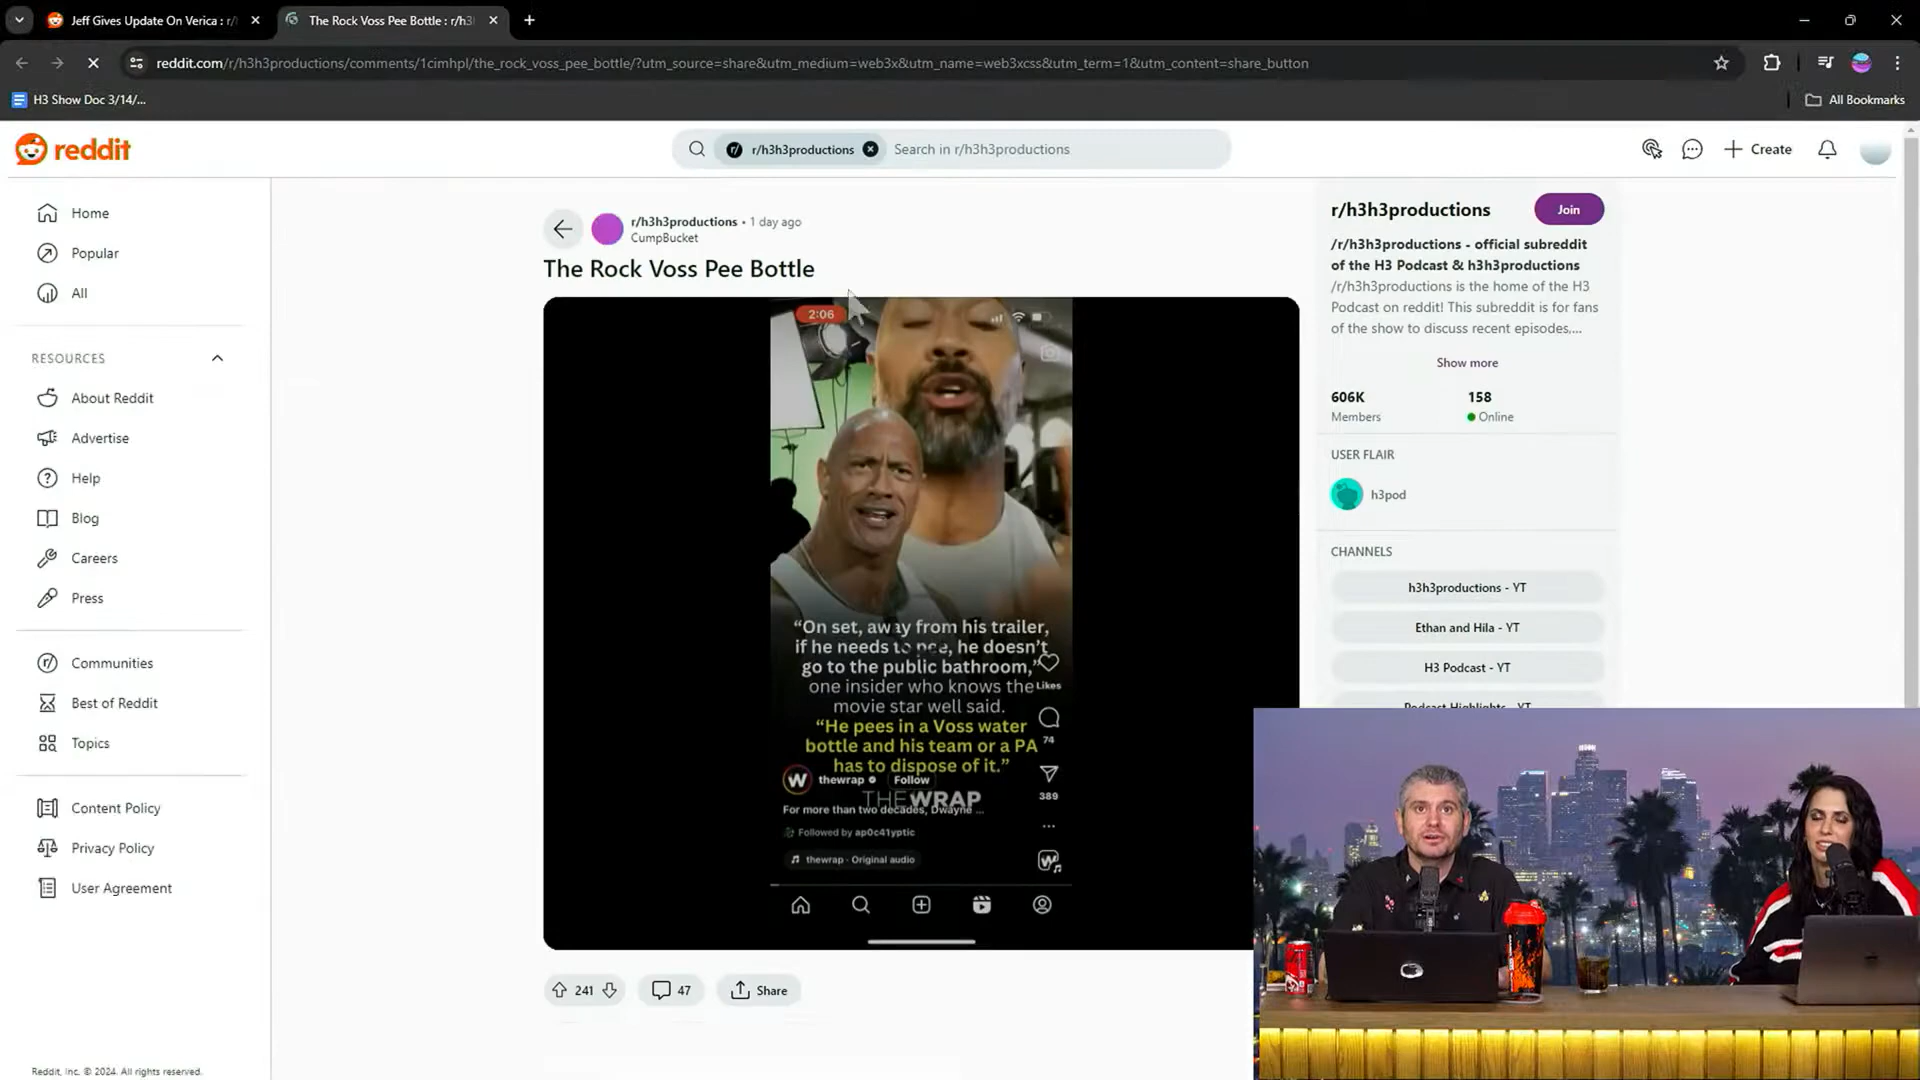 Jeff Gives Update On Verica : r/
The Rock Voss Pee Bottle : r/h3
reddit.com/r/h3h3productions/comments/1cimhpl/the_rock_voss_pee_bottle/?utm_source=share&utm_medium=web3x&utm_name=web3xcss&utm_term=1&utm_content=share_button
H3 Show Doc 3/14/...
All Bookmarks
reddit
r/h3h3productions
Search in r/h3h3productions
Create
Home
Popular
All
RESOURCES
About Reddit
Advertise
Help
Blog
Careers
Press
Communities
Best of Reddit
Topics
Content Policy
Privacy Policy
User Agreement
Reddit, Inc. © 2024. All rights reserved.
r/h3h3productions • 1 day ago
CumpBucket
The Rock Voss Pee Bottle
2:06
“On set, away from his trailer,
if he needs to pee, he doesn’t
go to the public bathroom,”
one insider who knows the
movie star well said.
“He pees in a Voss water
bottle and his team or a PA
has to dispose of it.”
Likes
74
389
W thewrap Follow
THEWRAP
For more than two decades, Dwayne ...
Followed by ap0c41yptic
thewrap · Original audio
241
47
Share
r/h3h3productions
Join
/r/h3h3productions - official subreddit
of the H3 Podcast & h3h3productions
/r/h3h3productions is the home of the H3
Podcast on reddit! This subreddit is for fans
of the show to discuss recent episodes,...
Show more
606K
Members
158
Online
USER FLAIR
h3pod
CHANNELS
h3h3productions - YT
Ethan and Hila - YT
H3 Podcast - YT
Podcast Highlights - YT